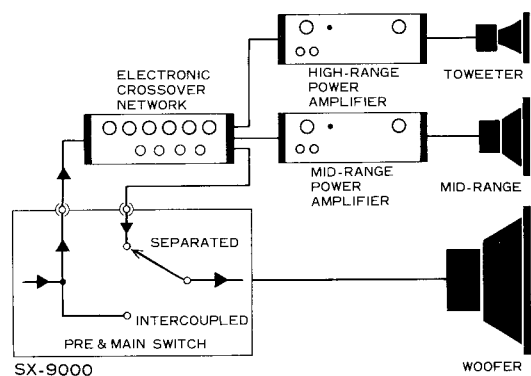 ELECTRONIC
CROSSOVER
NETWORK
HIGH-RANGE
POWER
AMPLIFIER
TOWEETER
MID-RANGE
POWER
AMPLIFIER
MID-RANGE
SEPARATED
INTERCOUPLED
PRE & MAIN SWITCH
SX-9000
WOOFER